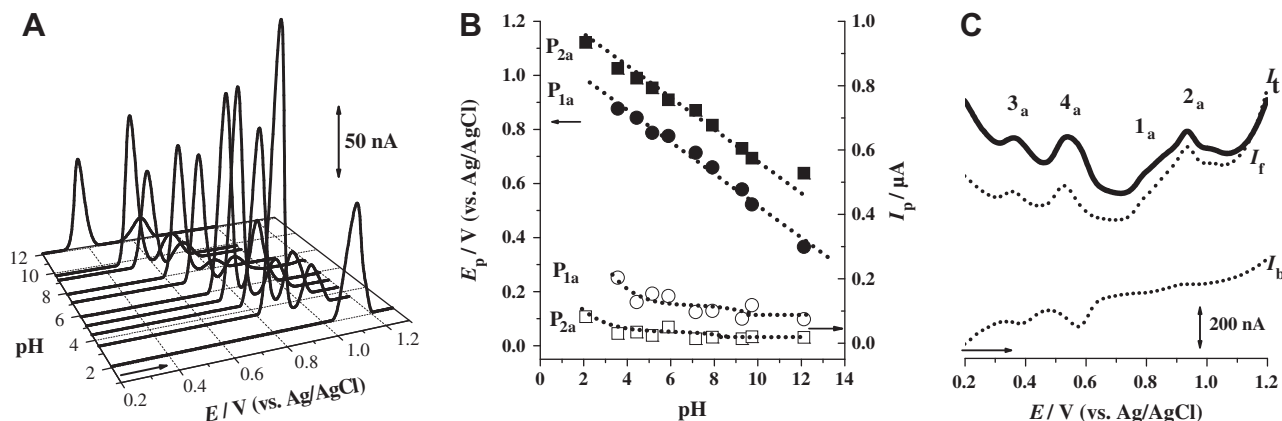 A
50 nA
12
10
8
6
4
2
pH
0.2
0.4
0.6
0.8
1.0
1.2
E / V (vs. Ag/AgCl)
B
1.2
1.0
0.8
0.6
0.4
0.2
0.0
Ep / V (vs. Ag/AgCl)
P2a
P1a
P1a
P2a
1.0
0.8
0.6
0.4
0.2
0.0
Ip / µA
0 2 4 6 8 10 12 14
pH
C
3a 4a 1a 2a
It
If
Ib
200 nA
0.2 0.4 0.6 0.8 1.0 1.2
E / V (vs. Ag/AgCl)